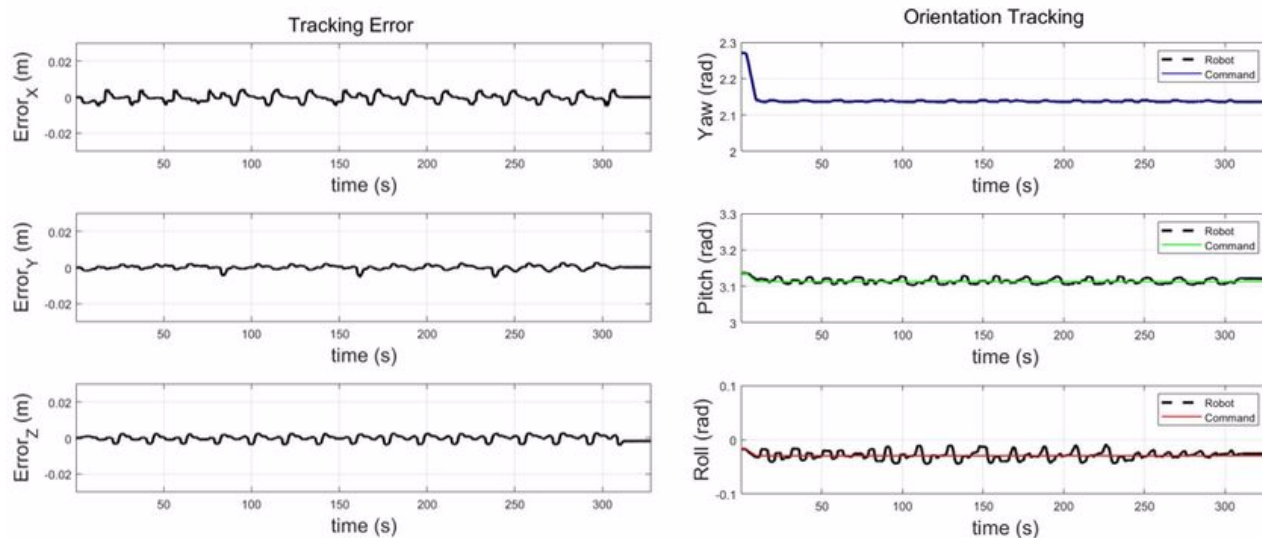 Tracking Error
Error_X (m)
0.02
0
-0.02
50 100 150 200 250 300
time (s)
Error_Y (m)
0.02
0
-0.02
50 100 150 200 250 300
time (s)
Error_Z (m)
0.02
0
-0.02
50 100 150 200 250 300
time (s)
Orientation Tracking
Yaw (rad)
2.3
2.2
2.1
2
Robot
Command
50 100 150 200 250 300
time (s)
Pitch (rad)
3.3
3.2
3.1
3
Robot
Command
50 100 150 200 250 300
time (s)
Roll (rad)
0.1
0
-0.1
Robot
Command
50 100 150 200 250 300
time (s)